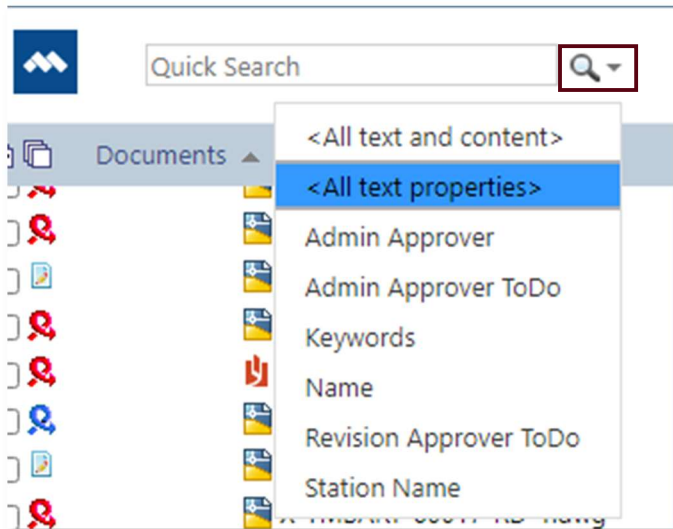 Quick Search
<All text and content>
Documents
<All text properties>
Admin Approver
Admin Approver ToDo
Keywords
Name
Revision Approver ToDo
Station Name